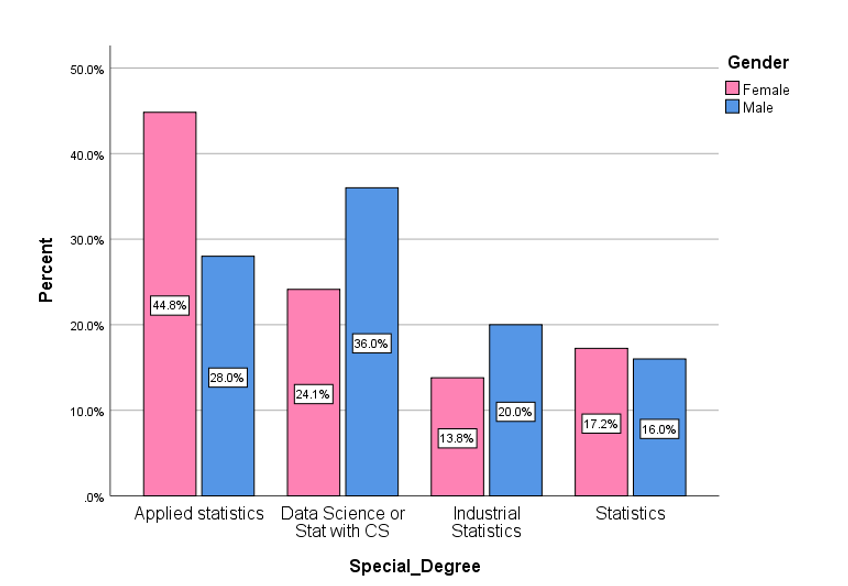 Gender
Female
Male
Percent
50.0%
40.0%
30.0%
20.0%
10.0%
.0%
44.8%
28.0%
24.1%
36.0%
13.8%
20.0%
17.2%
16.0%
Applied statistics
Data Science or
Stat with CS
Industrial
Statistics
Statistics
Special_Degree